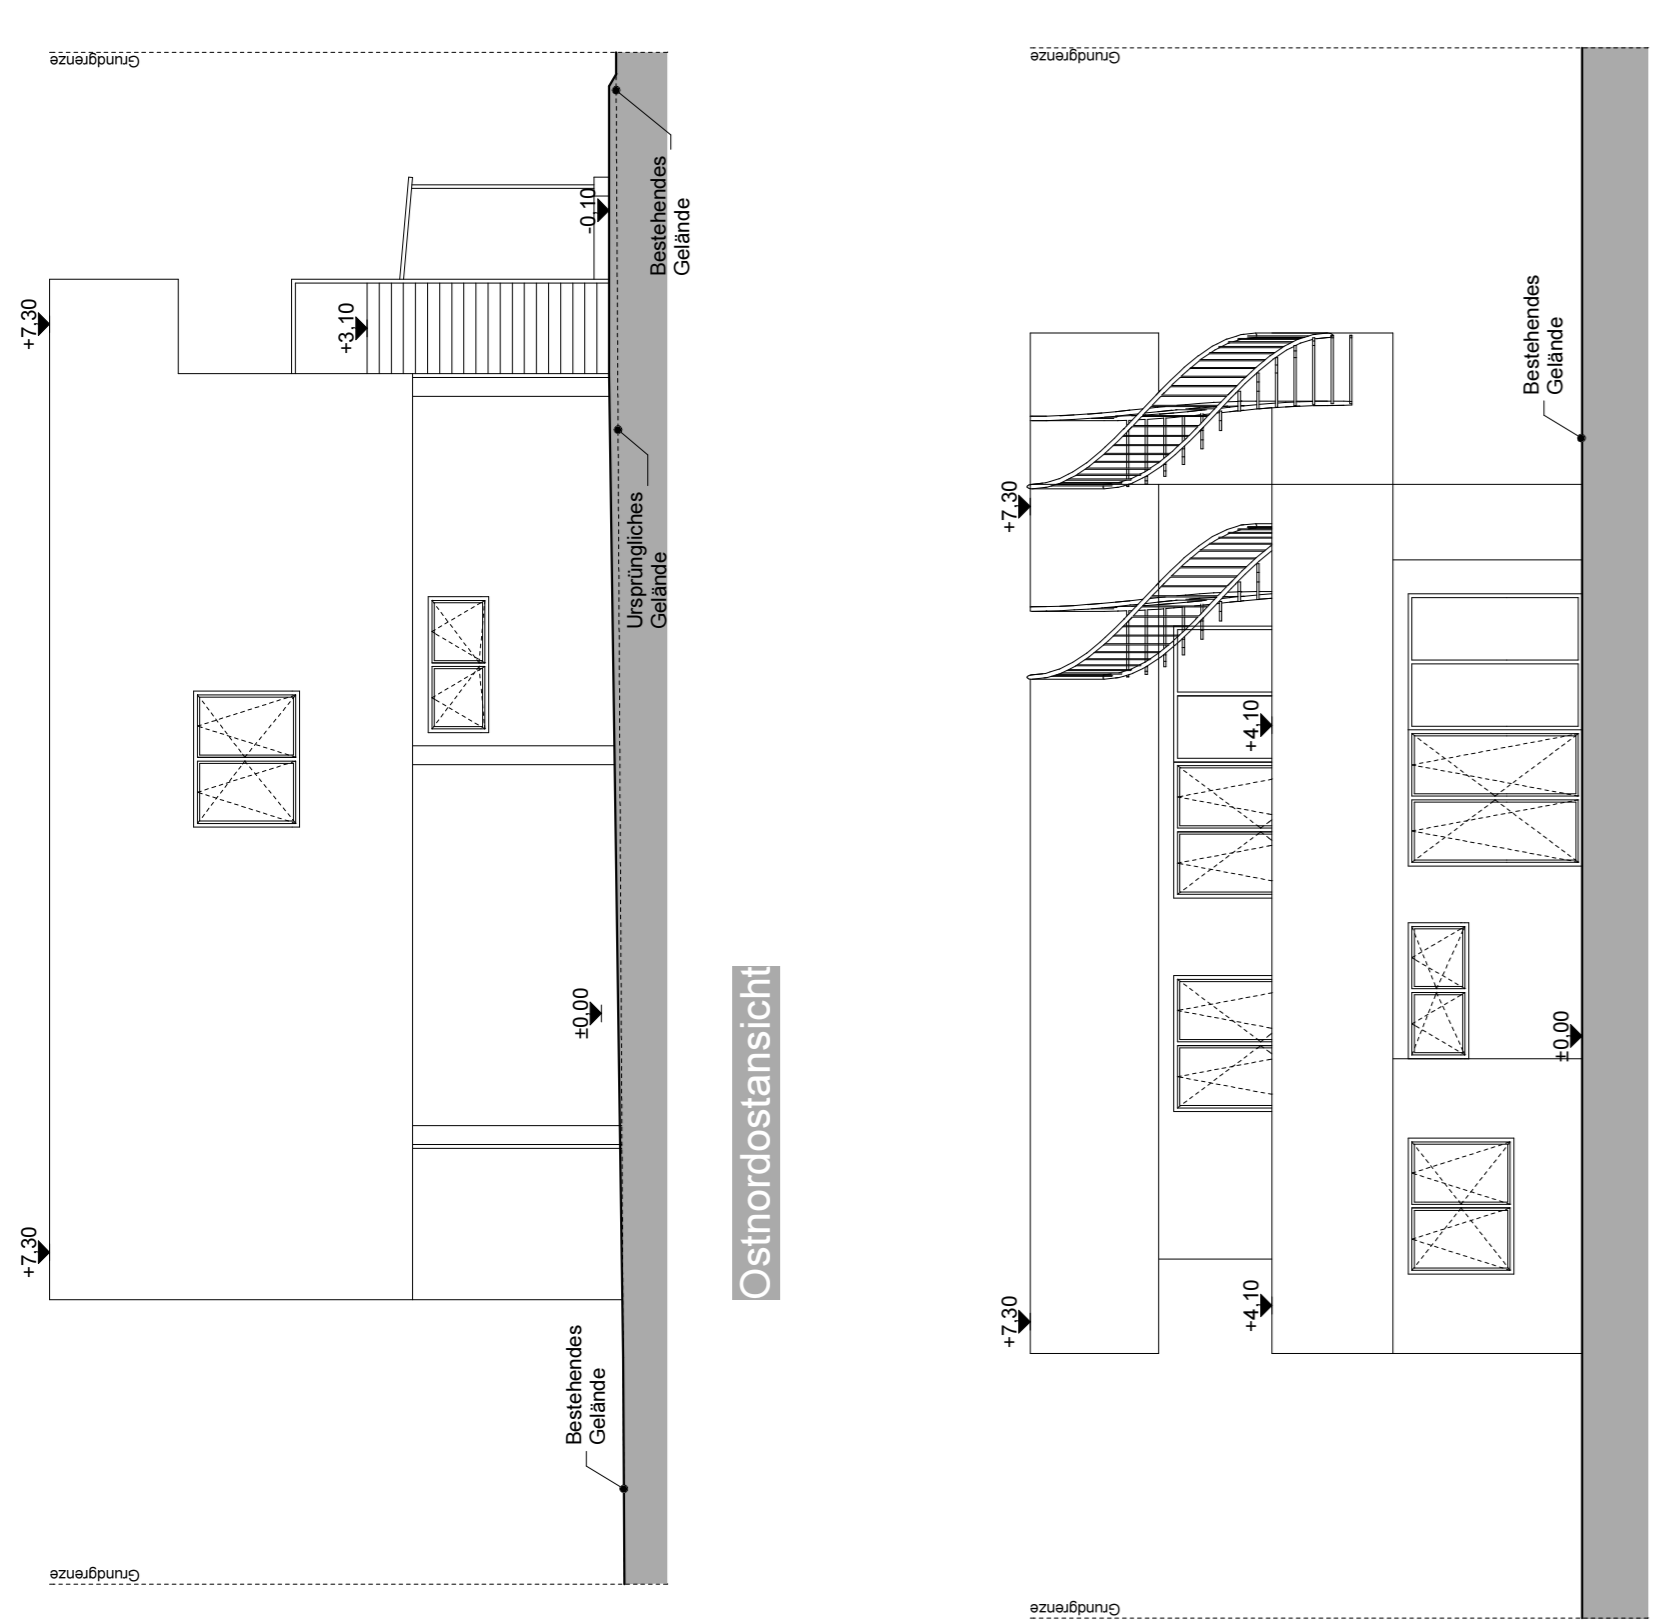 Grundgrenze
+7,30
±0,00
+3,10
-0,10
+7,30
Bestehendes
Gelände
Ursprüngliches
Gelände
Bestehendes
Gelände
Grundgrenze
Ostnordostansicht
Grundgrenze
+7,30
+4,10
±0,00
+4,10
+7,30
Bestehendes
Gelände
Grundgrenze